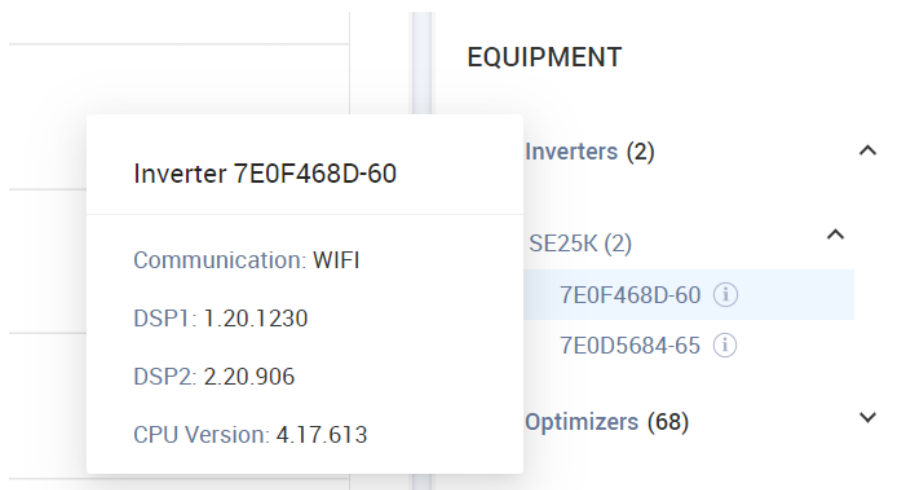 EQUIPMENT
Inverters (2)
SE25K (2)
7E0F468D-60
7E0D5684-65
Optimizers (68)
Inverter 7E0F468D-60
Communication: WIFI
DSP1: 1.20.1230
DSP2: 2.20.906
CPU Version: 4.17.613